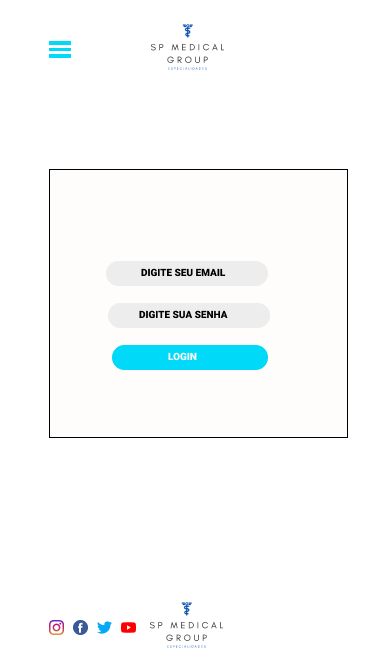 SP MEDICAL
GROUP
ESPECIALIDADES
DIGITE SEU EMAIL
DIGITE SUA SENHA
LOGIN
SP MEDICAL
GROUP
ESPECIALIDADES